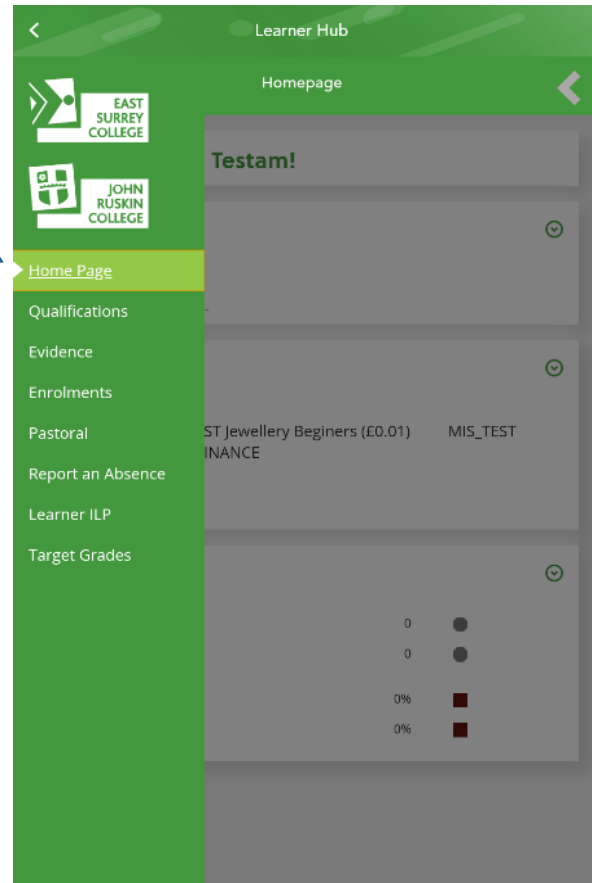 Learner Hub
Homepage
EAST
SURREY
COLLEGE
JOHN
RUSKIN
COLLEGE
Home Page
Qualifications
Evidence
Enrolments
Pastoral
Report an Absence
Learner ILP
Target Grades
Testam!
-
ST Jewellery Beginers (£0.01) MIS_TEST
INANCE
0
0
0%
0%